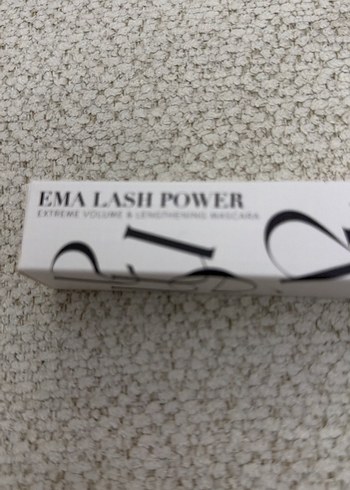 EMA LASH POWER
EXTREME VOLUME & LENGTHENING MASCARA